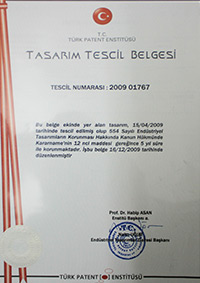 T.C.
TÜRK PATENT ENSTİTÜSÜ
TASARIM TESCİL BELGESİ
TESCİL NUMARASI : 2009 01767
Bu belge ekinde yer alan tasarım, 15/04/2009
tarihinde tescil edilmiş olup 554 Sayılı Endüstriyel
Tasarımların Korunması Hakkında Kanun Hükmünde
Kararname'nin 12 nci maddesi gereğince 5 yıl süre
ile korunmaktadır. İşbu belge 16/12/2009 tarihinde
düzenlenmiştir
Prof. Dr. Habip ASAN
Enstitü Başkanı a.
Endüstriyel Başkanı
TÜRK PATENT ENSTİTÜSÜ